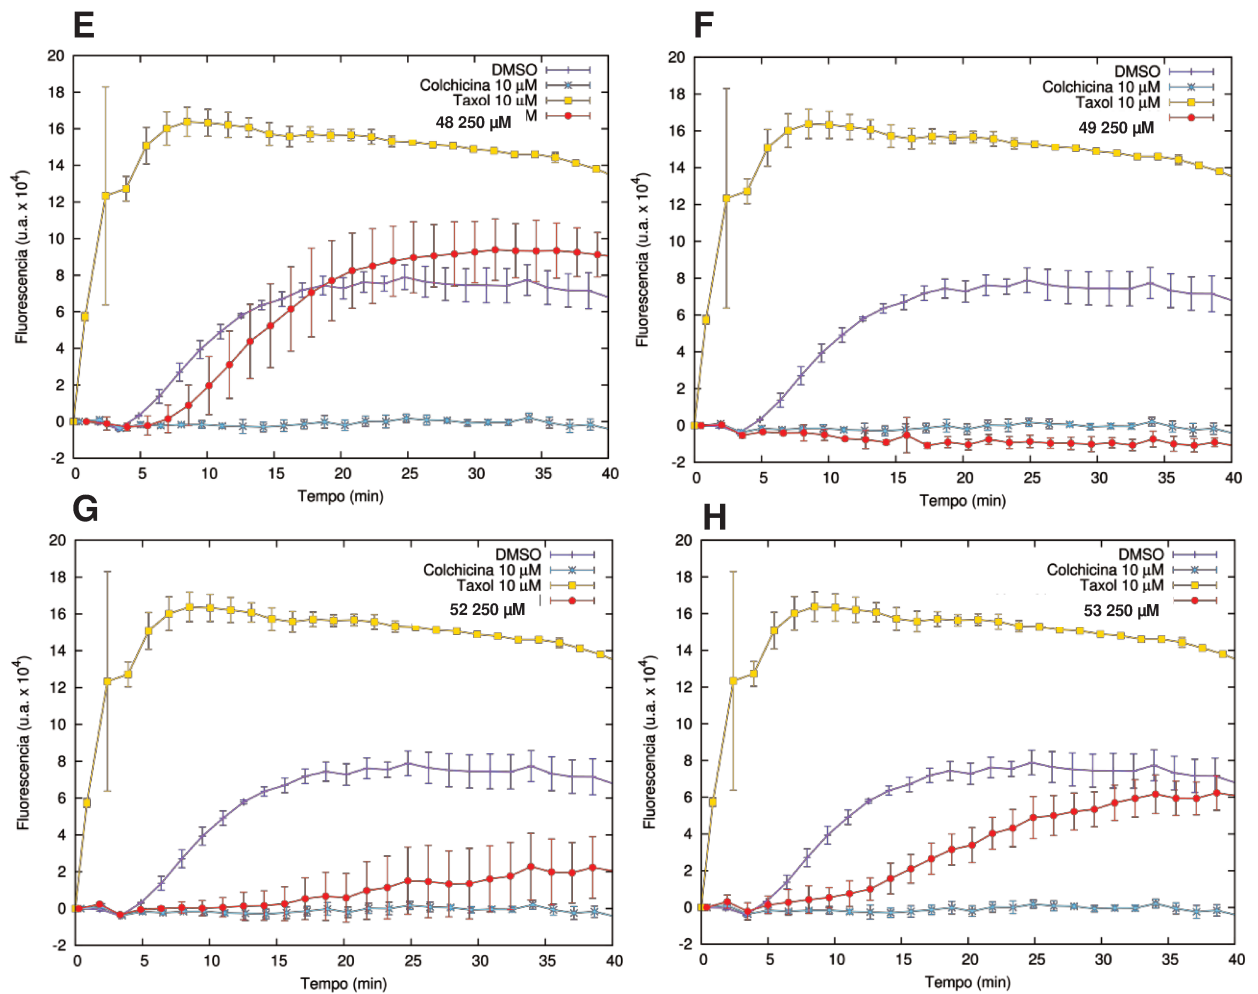 E
20
18
16
14
12
10
8
6
4
2
0
-2
0 5 10 15 20 25 30 35 40
Fluorescencia (u.a. x 10⁴)
Tempo (min)
DMSO
Colchicina 10 µM
Taxol 10 µM
M
48 250 µM
F
20
18
16
14
12
10
8
6
4
2
0
-2
0 5 10 15 20 25 30 35 40
Fluorescencia (u.a. x 10⁴)
Tempo (min)
DMSO
Colchicina 10 µM
Taxol 10 µM
49 250 µM
G
20
18
16
14
12
10
8
6
4
2
0
-2
0 5 10 15 20 25 30 35 40
Fluorescencia (u.a. x 10⁴)
Tempo (min)
DMSO
Colchicina 10 µM
Taxol 10 µM
52 250 µM
H
20
18
16
14
12
10
8
6
4
2
0
-2
0 5 10 15 20 25 30 35 40
Fluorescencia (u.a. x 10⁴)
Tempo (min)
DMSO
Colchicina 10 µM
Taxol 10 µM
53 250 µM